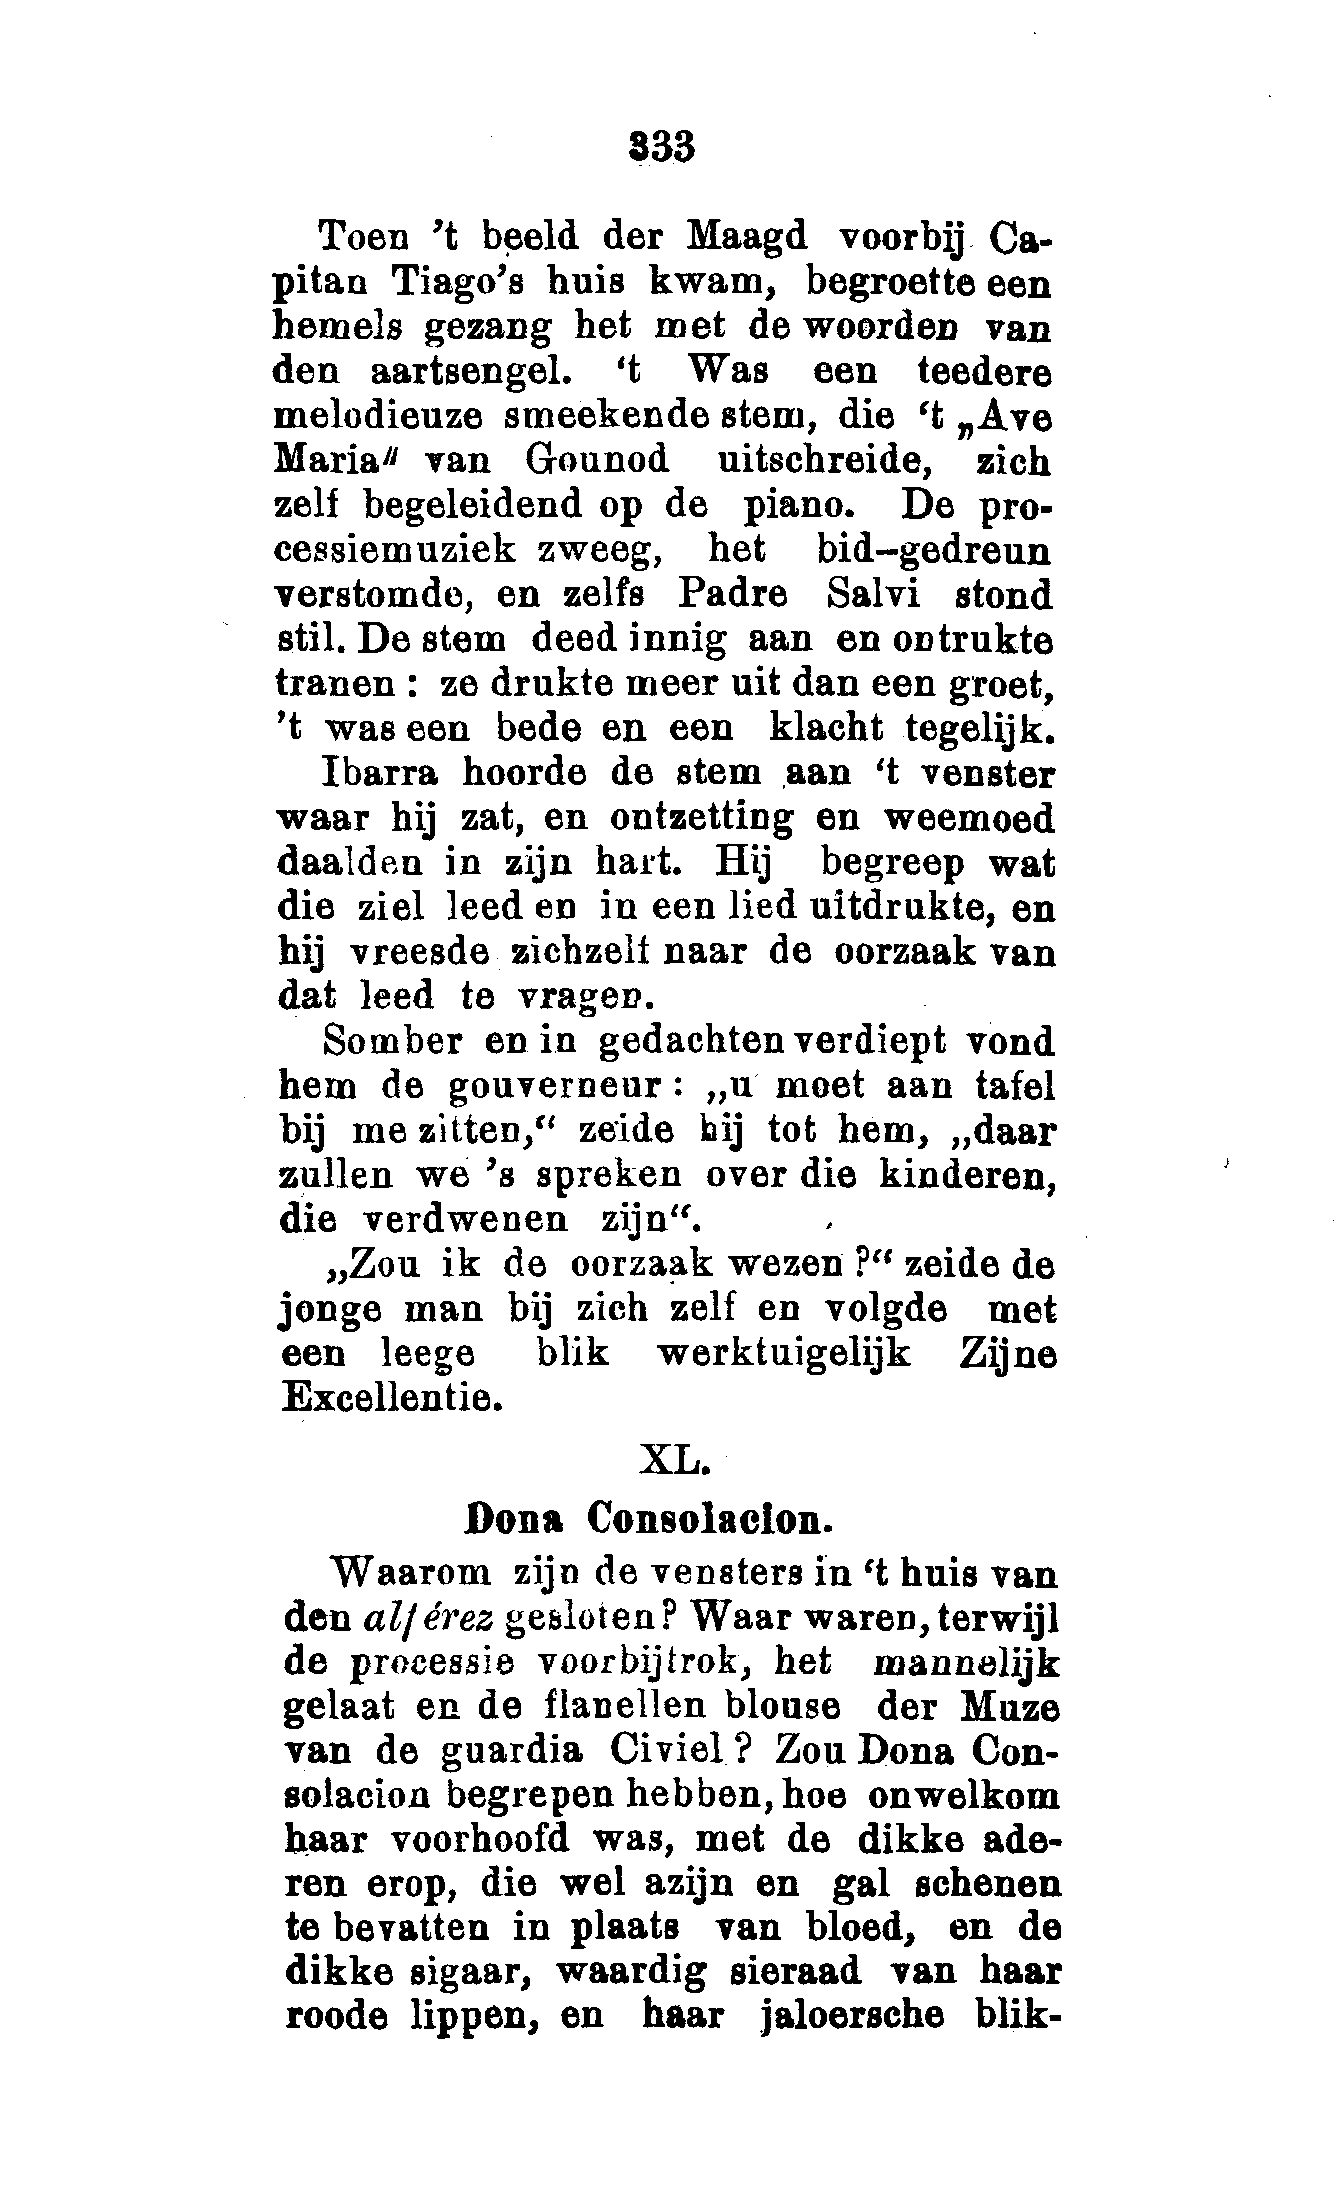 333
Toen 't beeld der Maagd voorbij Ca-
pitan Tiago's huis kwam, begroette een
hemels gezang het met de woorden van
den aartsengel. ‘t Was een teedere
melodieuze smeekende stem, die ‘t „Ave
Maria" van Gounod uitschreide, zich
zelf begeleidend op de piano. De pro-
cessiemuziek zweeg, het bid-gedreun
verstomde, en zelfs Padre Salvi stond
stil. De stem deed innig aan en ontrukte
tranen : ze drukte meer uit dan een groet,
't was een bede en een klacht tegelijk.
Ibarra hoorde de stem aan ‘t venster
waar hij zat, en ontzetting en weemoed
daalden in zijn hart. Hij begreep wat
die ziel leed en in een lied uitdrukte, en
hij vreesde zichzelf naar de oorzaak van
dat leed te vragen.
Somber en in gedachten verdiept vond
hem de gouverneur : „u moet aan tafel
bij me zitten,“ zeide hij tot hem, „daar
zullen we 's spreken over die kinderen,
die verdwenen zijn“.
„Zou ik de oorzaak wezen ?“ zeide de
jonge man bij zich zelf en volgde met
een leege blik werktuigelijk Zijne
Excellentie.
XL.
Dona Consolacion.
Waarom zijn de vensters in ‘t huis van
den alférez gesloten? Waar waren, terwijl
de processie voorbijtrok, het mannelijk
gelaat en de flanellen blouse der Muze
van de guardia Civiel ? Zou Dona Con-
solacion begrepen hebben, hoe onwelkom
haar voorhoofd was, met de dikke ade-
ren erop, die wel azijn en gal schenen
te bevatten in plaats van bloed, en de
dikke sigaar, waardig sieraad van haar
roode lippen, en haar jaloersche blik-